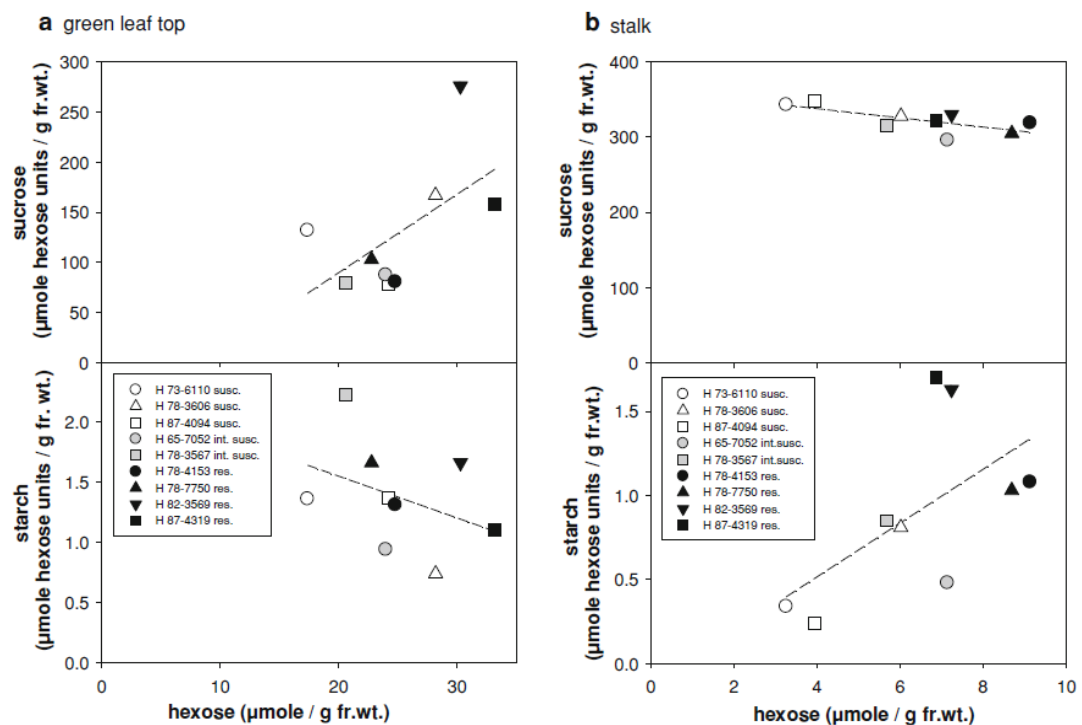 a green leaf top
300
250
200
150
100
50
0
sucrose
(µmole hexose units / g fr.wt.)
2.0
1.5
1.0
0.5
0.0
starch
(µmole hexose units / g fr. wt.)
H 73-6110 susc.
H 78-3606 susc.
H 87-4094 susc.
H 65-7052 int. susc.
H 78-3567 int. susc.
H 78-4153 res.
H 78-7750 res.
H 82-3569 res.
H 87-4319 res.
0 10 20 30
hexose (µmole / g fr.wt.)
b stalk
400
300
200
100
0
sucrose
(µmole hexose units / g fr.wt.)
1.5
1.0
0.5
0.0
starch
(µmole hexose units / g fr.wt.)
H 73-6110 susc.
H 78-3606 susc.
H 87-4094 susc.
H 65-7052 int.susc.
H 78-3567 int.susc.
H 78-4153 res.
H 78-7750 res.
H 82-3569 res.
H 87-4319 res.
0 2 4 6 8 10
hexose (µmole / g fr.wt.)